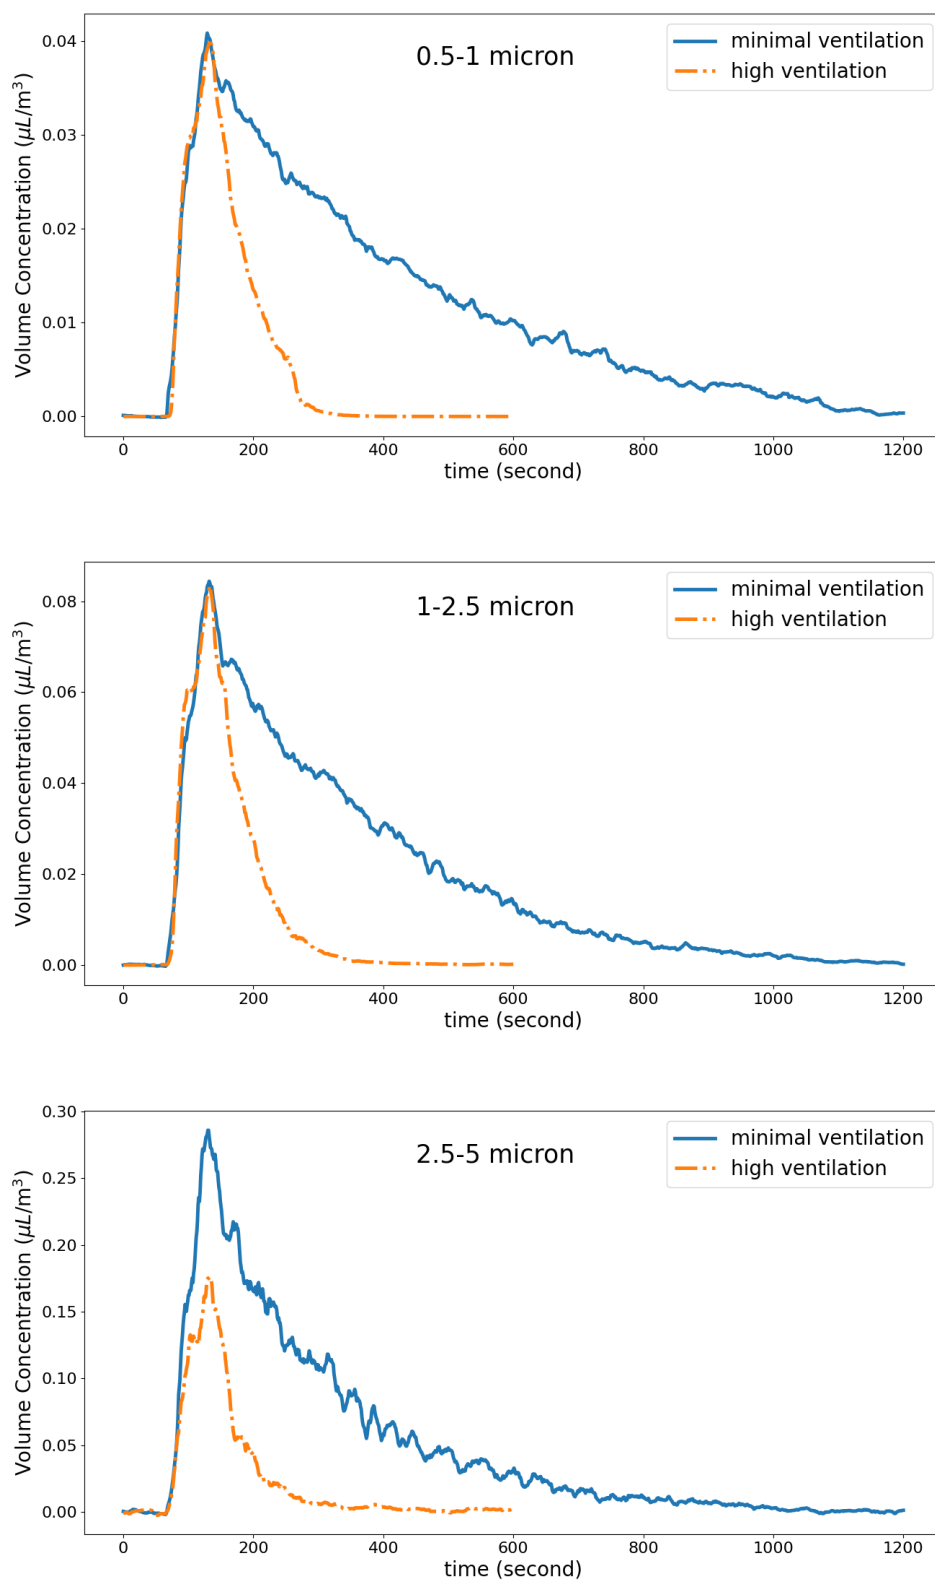 0.5-1 micron
minimal ventilation
high ventilation
Volume Concentration (μL/m³)
0.04
0.03
0.02
0.01
0.00
0 200 400 600 800 1000 1200
time (second)
1-2.5 micron
minimal ventilation
high ventilation
Volume Concentration (μL/m³)
0.08
0.06
0.04
0.02
0.00
0 200 400 600 800 1000 1200
time (second)
2.5-5 micron
minimal ventilation
high ventilation
Volume Concentration (μL/m³)
0.30
0.25
0.20
0.15
0.10
0.05
0.00
0 200 400 600 800 1000 1200
time (second)